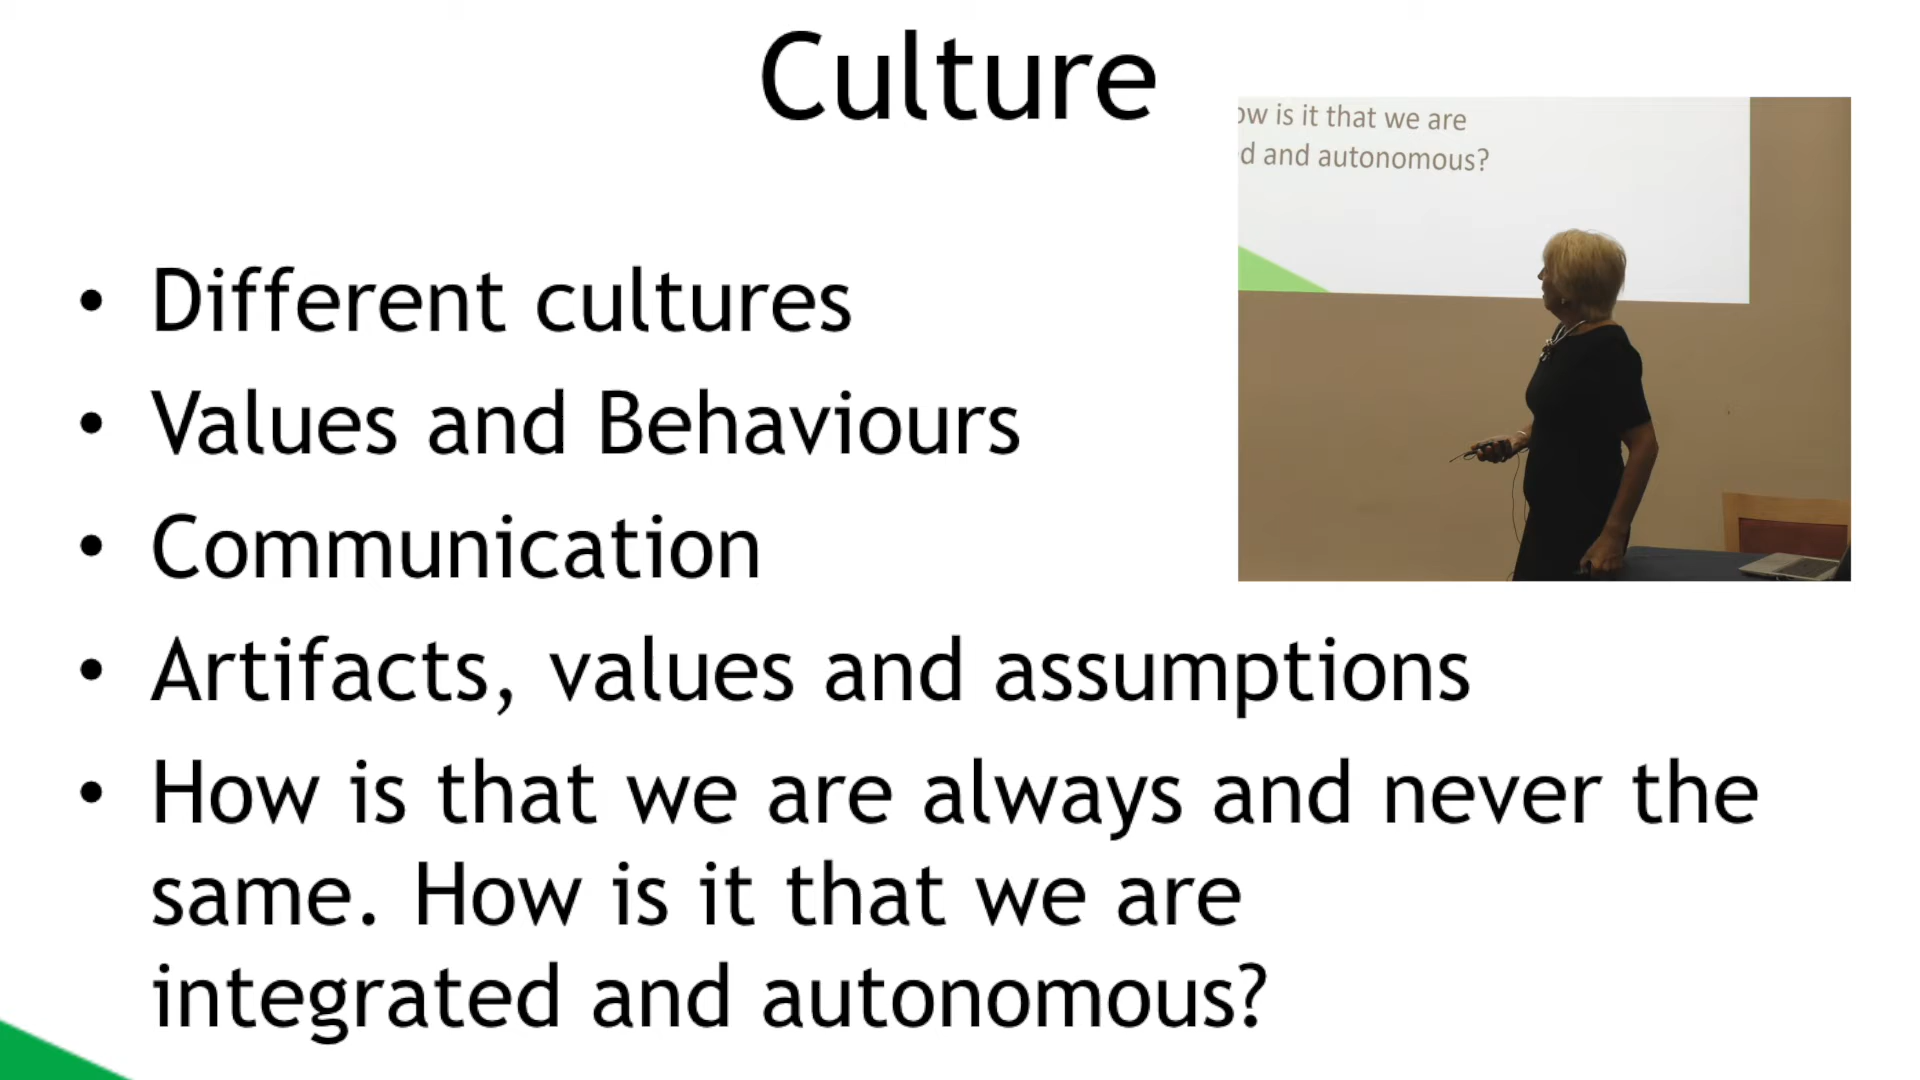 Culture
ow is it that we are
d and autonomous?
• Different cultures
• Values and Behaviours
• Communication
• Artifacts, values and assumptions
• How is that we are always and never the
same. How is it that we are
integrated and autonomous?